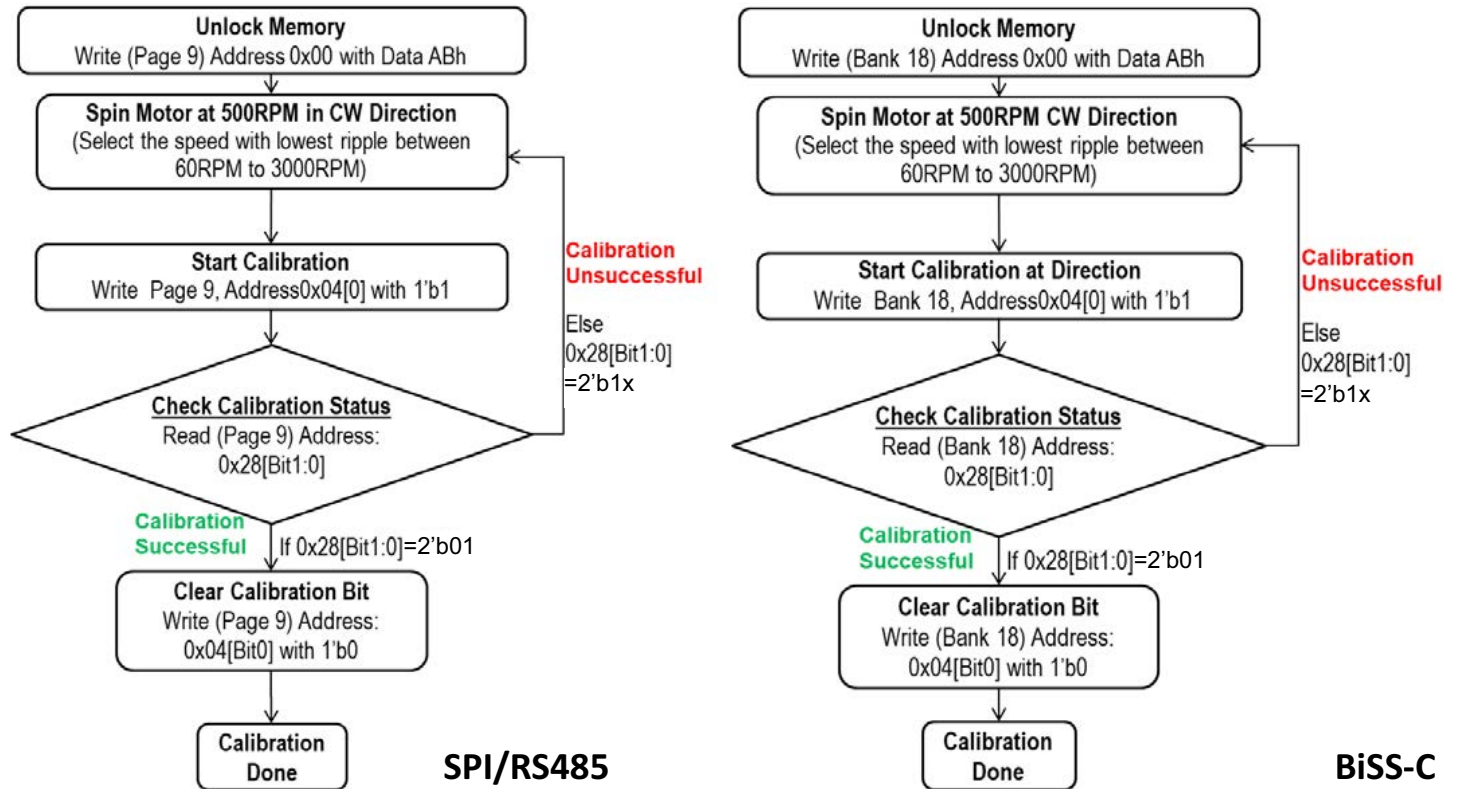 Unlock Memory
Write (Page 9) Address 0x00 with Data ABh
Spin Motor at 500RPM in CW Direction
(Select the speed with lowest ripple between
60RPM to 3000RPM)
Start Calibration
Write Page 9, Address0x04[0] with 1'b1
Calibration
Unsuccessful
Else
0x28[Bit1:0]
=2'b1x
Check Calibration Status
Read (Page 9) Address:
0x28[Bit1:0]
Calibration
Successful
If 0x28[Bit1:0]=2'b01
Clear Calibration Bit
Write (Page 9) Address:
0x04[Bit0] with 1'b0
Calibration
Done
SPI/RS485
Unlock Memory
Write (Bank 18) Address 0x00 with Data ABh
Spin Motor at 500RPM CW Direction
(Select the speed with lowest ripple between
60RPM to 3000RPM)
Start Calibration at Direction
Write Bank 18, Address0x04[0] with 1'b1
Calibration
Unsuccessful
Else
0x28[Bit1:0]
=2'b1x
Check Calibration Status
Read (Bank 18) Address:
0x28[Bit1:0]
Calibration
Successful
If 0x28[Bit1:0]=2'b01
Clear Calibration Bit
Write (Bank 18) Address:
0x04[Bit0] with 1'b0
Calibration
Done
BiSS-C